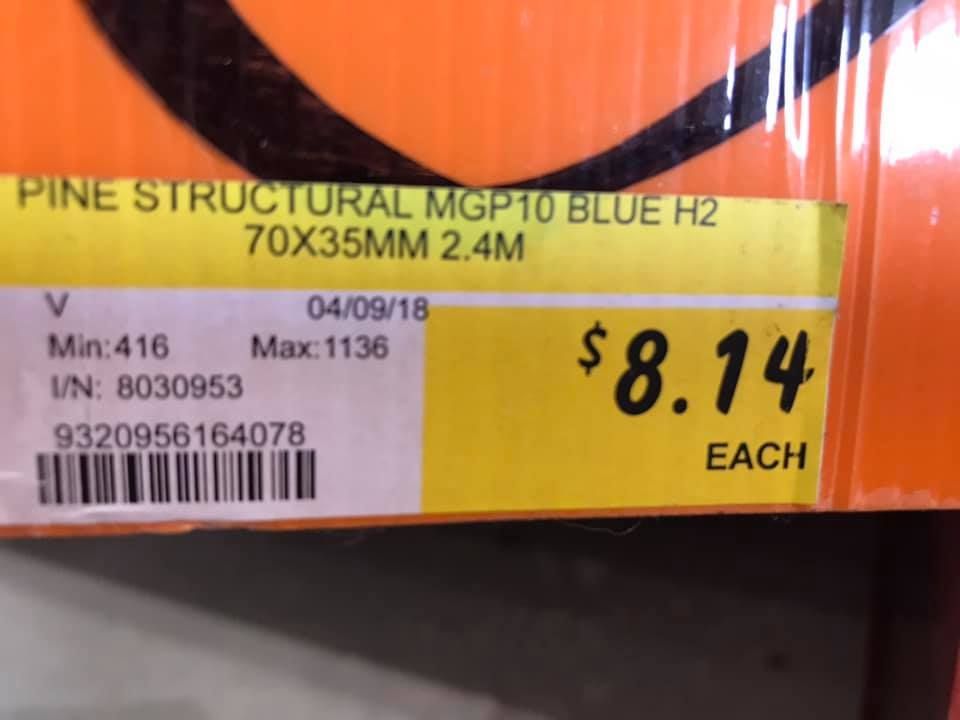 PINE STRUCTURAL MGP10 BLUE H2
70X35MM 2.4M
V 04/09/18
Min:416 Max:1136
I/N: 8030953
9320956164078
$8.14
EACH